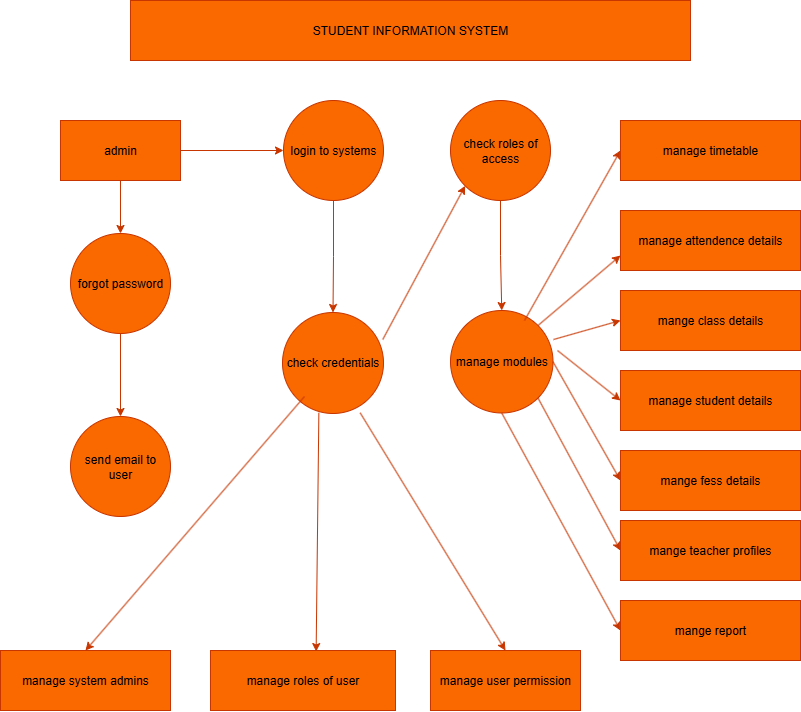 STUDENT INFORMATION SYSTEM
admin
login to systems
check roles of
access
manage timetable
manage attendence details
forgot password
mange class details
check credentials
manage modules
manage student details
send email to
user
mange fess details
mange teacher profiles
mange report
manage system admins
manage roles of user
manage user permission